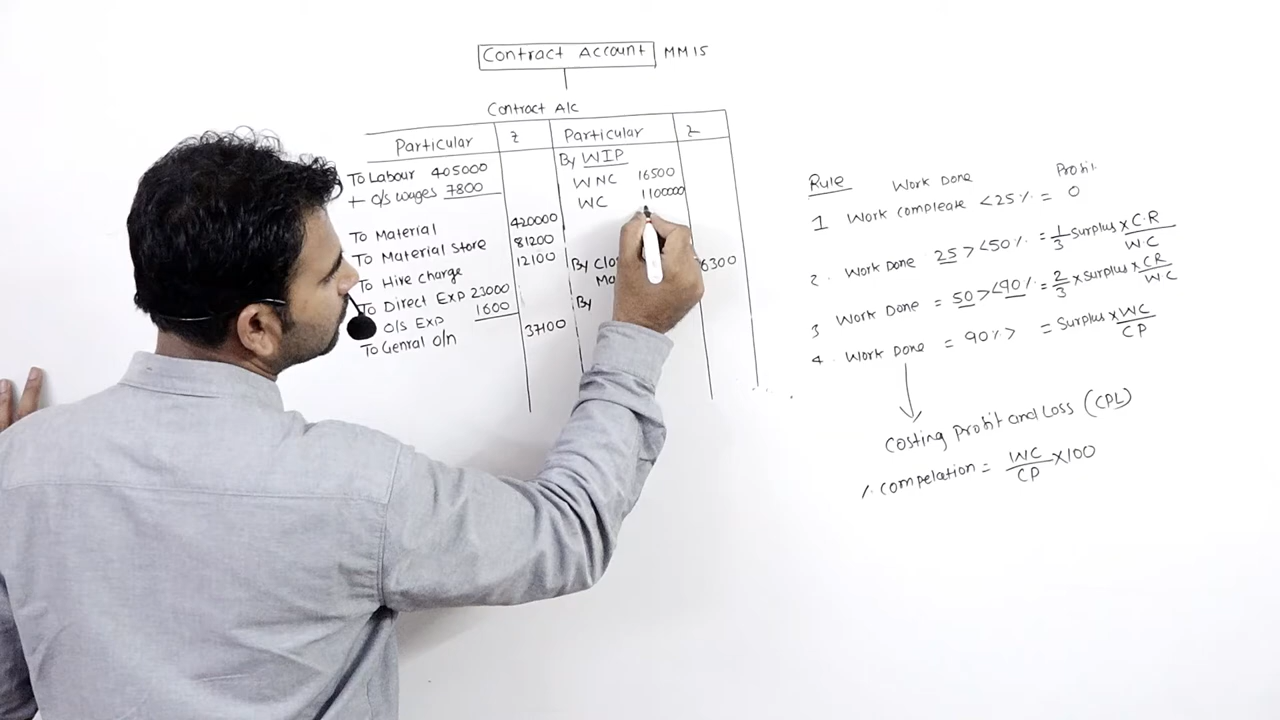 Contract Account MM15
Contract A/c
Particular ₹ Particular ₹
By WIP
To Labour 405000
WNC 16500
+ o/s wages 7800
WC 1100000
To Material 420000
To Material Store 81200
To Hire charge 12100
By Clo 6300
Ma
To Direct Exp 23000
By
o/s Exp 1600
To Genral o/n 37100
Rule Work Done Profit
1 Work compleate <25% = 0
2. Work Done 25 > <50% = 1/3 Surplus × C.R/W.C
3 Work Done = 50 > <90% = 2/3 × Surplus × CR/WC
4. Work Done = 90% > = Surplus × WC/CP
Costing Profit and Loss (CPL)
% Compelation = WC/CP × 100